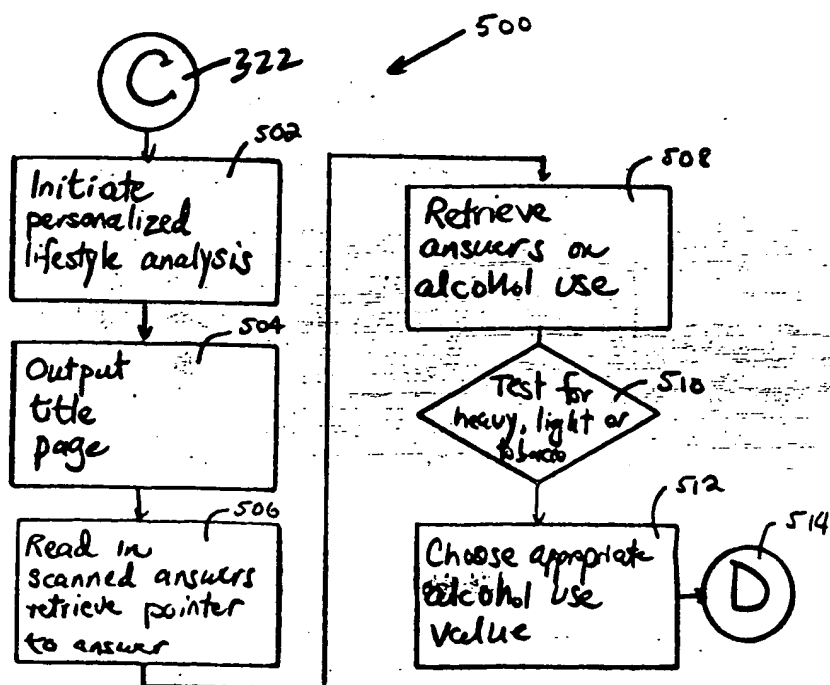 500
C
322
502
Initiate
personalized
lifestyle analysis
504
Output
title
page
506
Read in
scanned answers
retrieve pointer
to answer
508
Retrieve
answers on
alcohol use
510
Test for
heavy, light or
tobacco
512
Choose appropriate
alcohol use
value
514
D